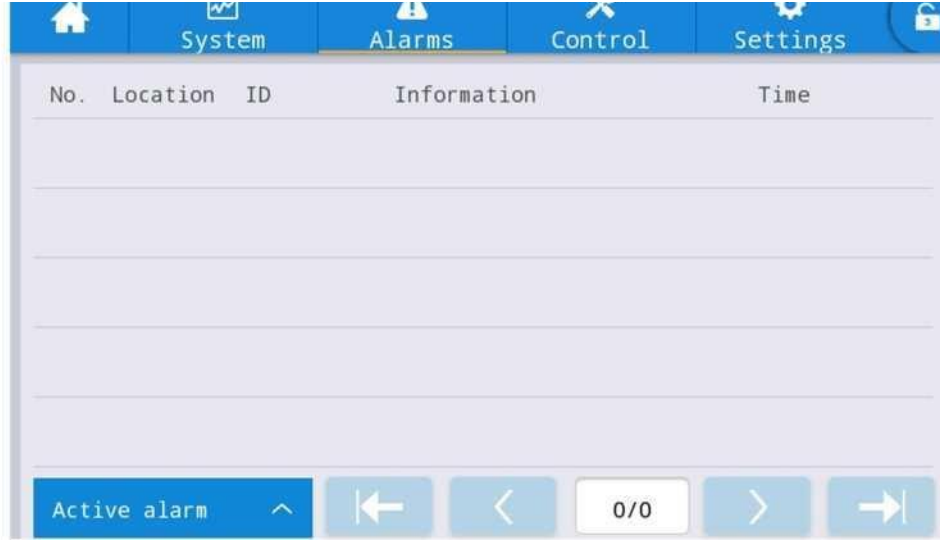 System Alarms Control Settings
No. Location ID Information Time
Active alarm 0/0